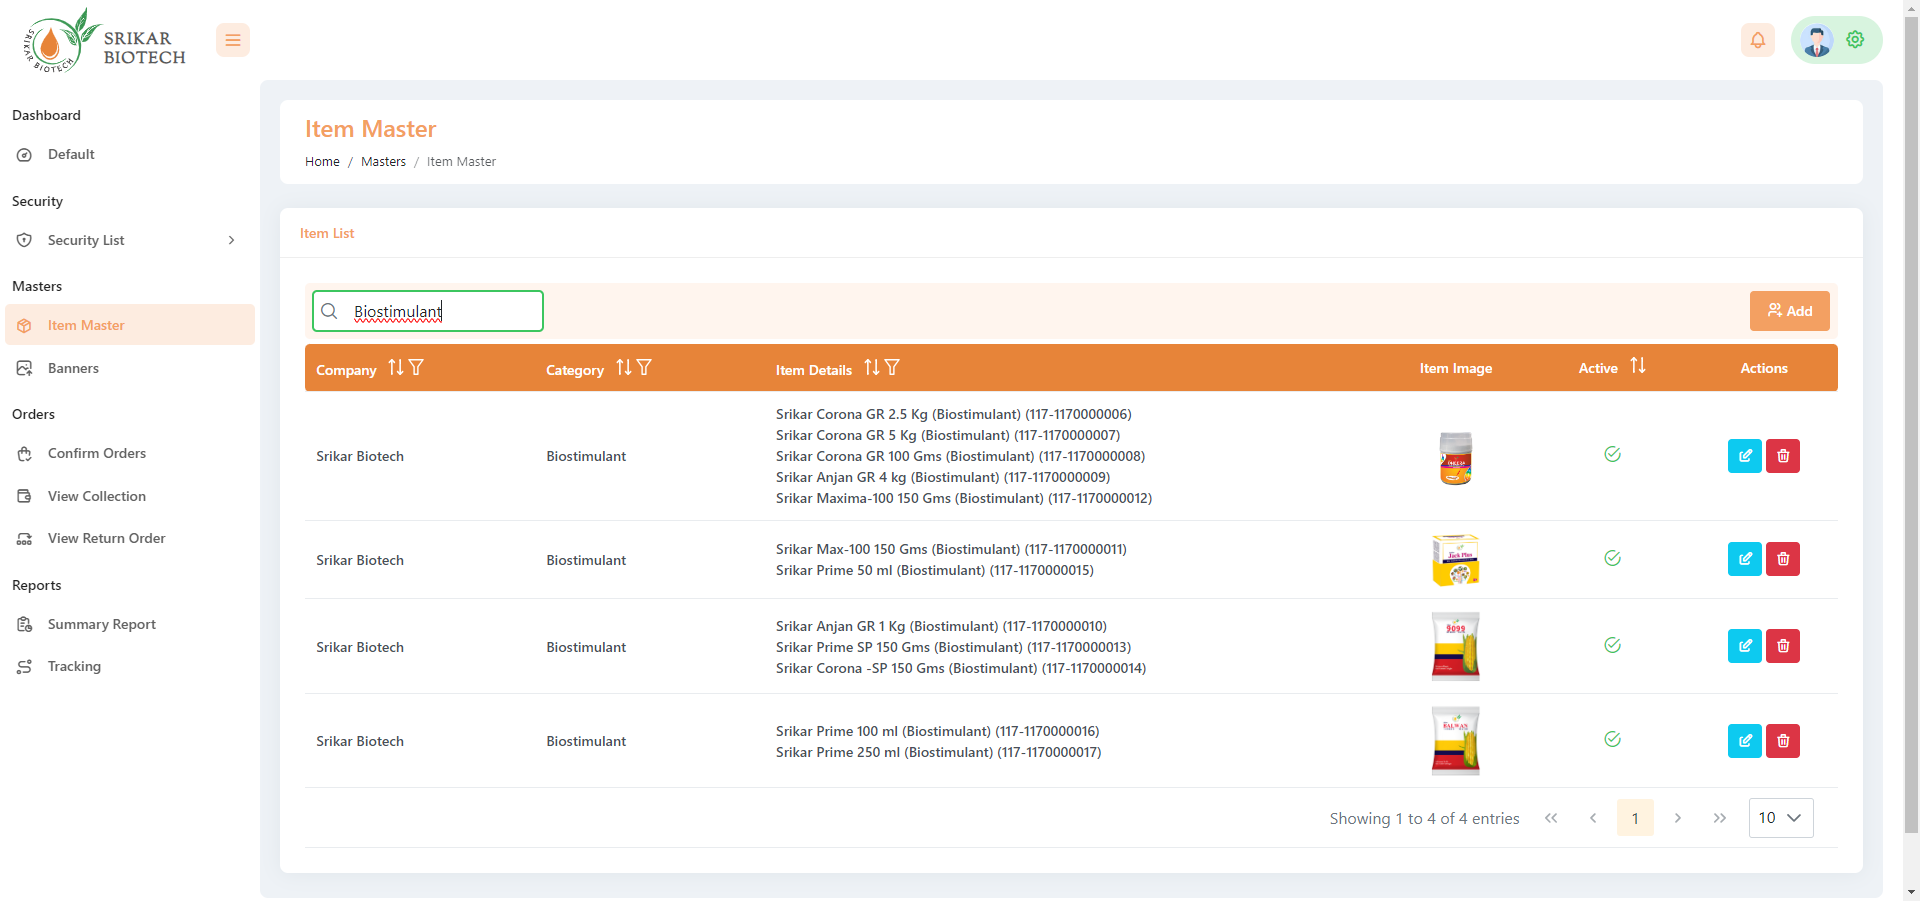 SRIKAR
BIOTECH
SRIKAR BIOTECH
Dashboard
Default
Security
Security List
Masters
Item Master
Banners
Orders
Confirm Orders
View Collection
View Return Order
Reports
Summary Report
Tracking
Item Master
Home / Masters / Item Master
Item List
Biostimulant
Add
Company Category Item Details Item Image Active Actions
Srikar Biotech
Biostimulant
Srikar Corona GR 2.5 Kg (Biostimulant) (117-1170000006)
Srikar Corona GR 5 Kg (Biostimulant) (117-1170000007)
Srikar Corona GR 100 Gms (Biostimulant) (117-1170000008)
Srikar Anjan GR 4 kg (Biostimulant) (117-1170000009)
Srikar Maxima-100 150 Gms (Biostimulant) (117-1170000012)
Srikar Biotech
Biostimulant
Srikar Max-100 150 Gms (Biostimulant) (117-1170000011)
Srikar Prime 50 ml (Biostimulant) (117-1170000015)
Jack Plus
Srikar Biotech
Biostimulant
Srikar Anjan GR 1 Kg (Biostimulant) (117-1170000010)
Srikar Prime SP 150 Gms (Biostimulant) (117-1170000013)
Srikar Corona -SP 150 Gms (Biostimulant) (117-1170000014)
9099
Srikar Biotech
Biostimulant
Srikar Prime 100 ml (Biostimulant) (117-1170000016)
Srikar Prime 250 ml (Biostimulant) (117-1170000017)
BALWAN
Showing 1 to 4 of 4 entries
1
10